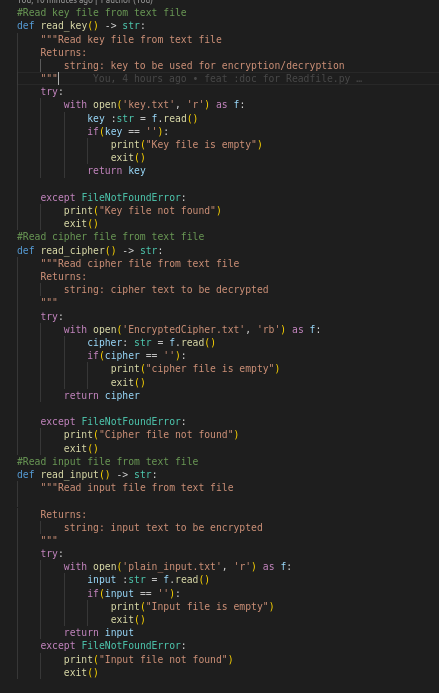 You, 10 minutes ago | 1 author (You)
#Read key file from text file
def read_key() -> str:
    """Read key file from text file
    Returns:
        string: key to be used for encryption/decryption
    """        You, 4 hours ago • feat :doc for Readfile.py …
    try:
        with open('key.txt', 'r') as f:
            key :str = f.read()
            if(key == ''):
                print("Key file is empty")
                exit()
            return key

    except FileNotFoundError:
        print("Key file not found")
        exit()
#Read cipher file from text file
def read_cipher() -> str:
    """Read cipher file from text file
    Returns:
        string: cipher text to be decrypted
    """
    try:
        with open('EncryptedCipher.txt', 'rb') as f:
            cipher: str = f.read()
            if(cipher == ''):
                print("cipher file is empty")
                exit()
        return cipher

    except FileNotFoundError:
        print("Cipher file not found")
        exit()
#Read input file from text file
def read_input() -> str:
    """Read input file from text file

    Returns:
        string: input text to be encrypted
    """
    try:
        with open('plain_input.txt', 'r') as f:
            input :str = f.read()
            if(input == ''):
                print("Input file is empty")
                exit()
        return input
    except FileNotFoundError:
        print("Input file not found")
        exit()